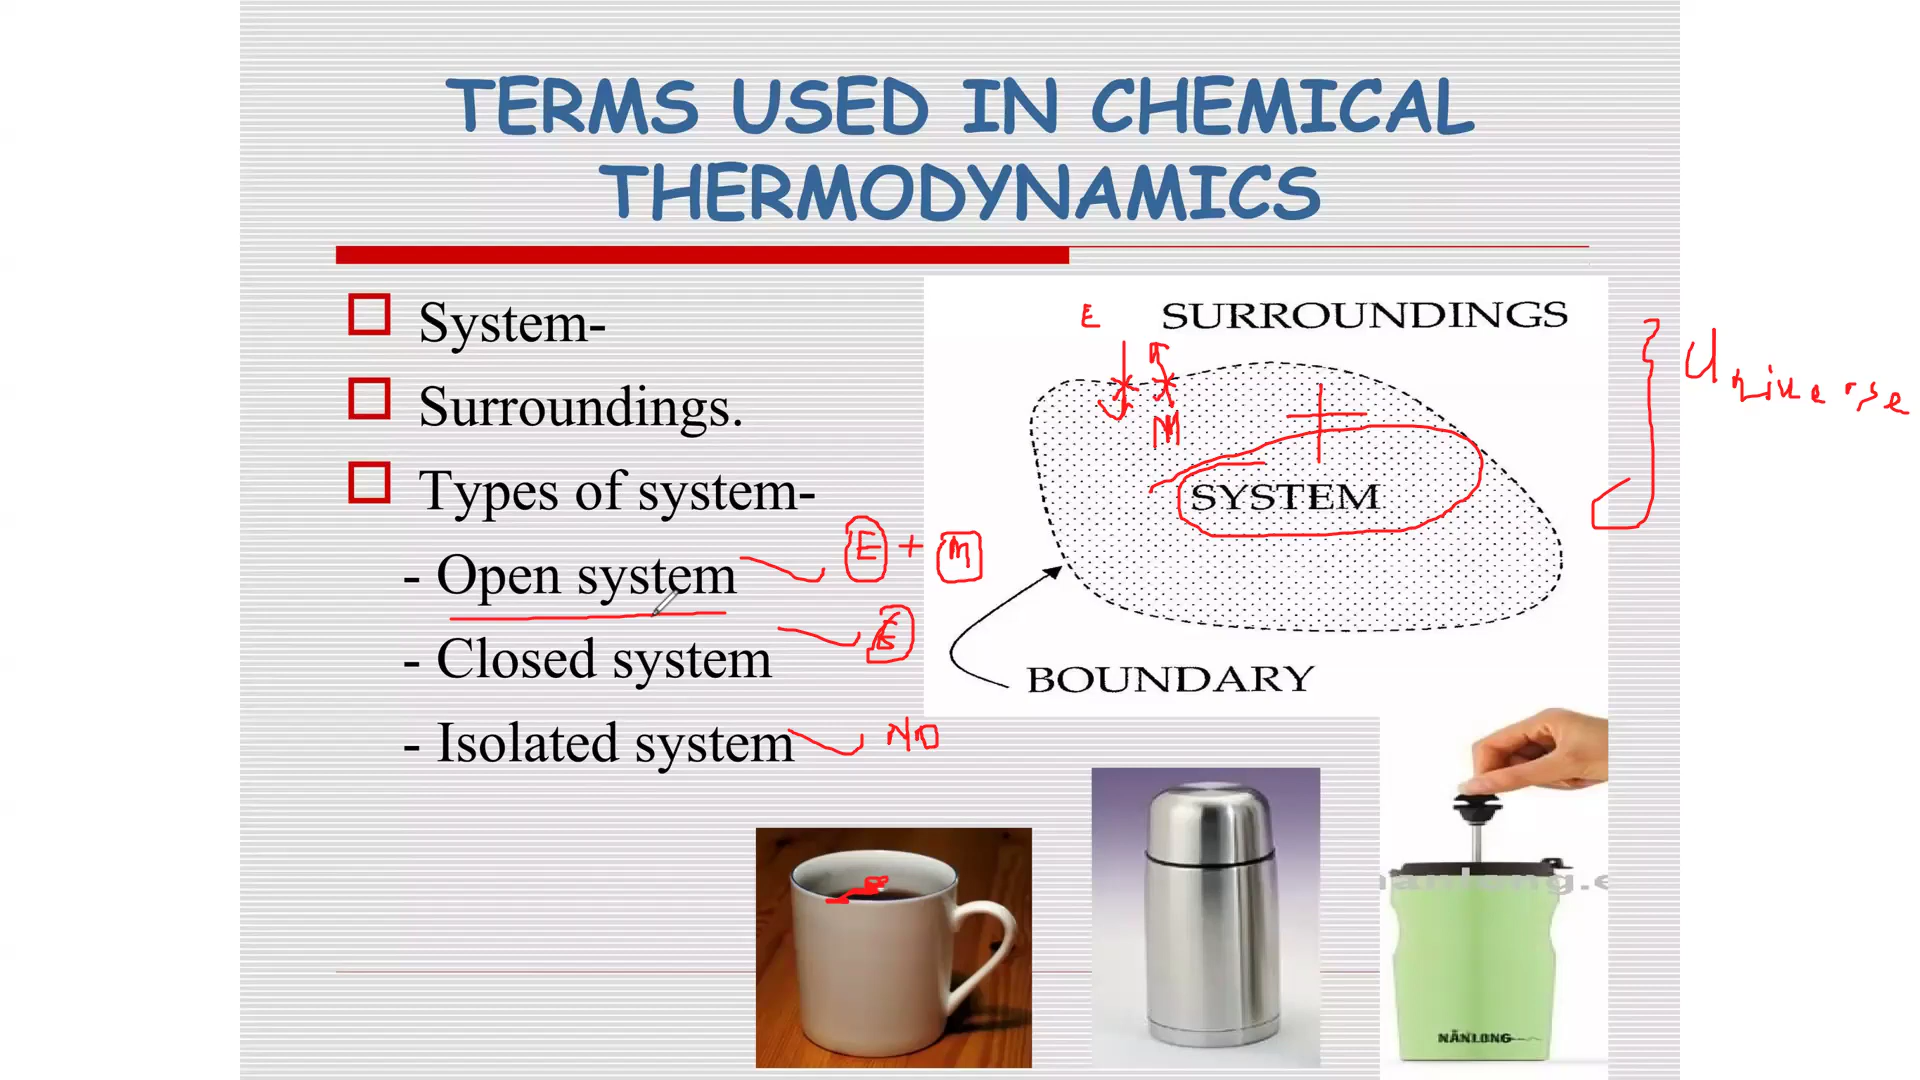 TERMS USED IN CHEMICAL
THERMODYNAMICS
System-
Surroundings.
Types of system-
- Open system
E + M
- Closed system
E
- Isolated system
NO
E
SURROUNDINGS
M
SYSTEM
BOUNDARY
Universe
NANLONG